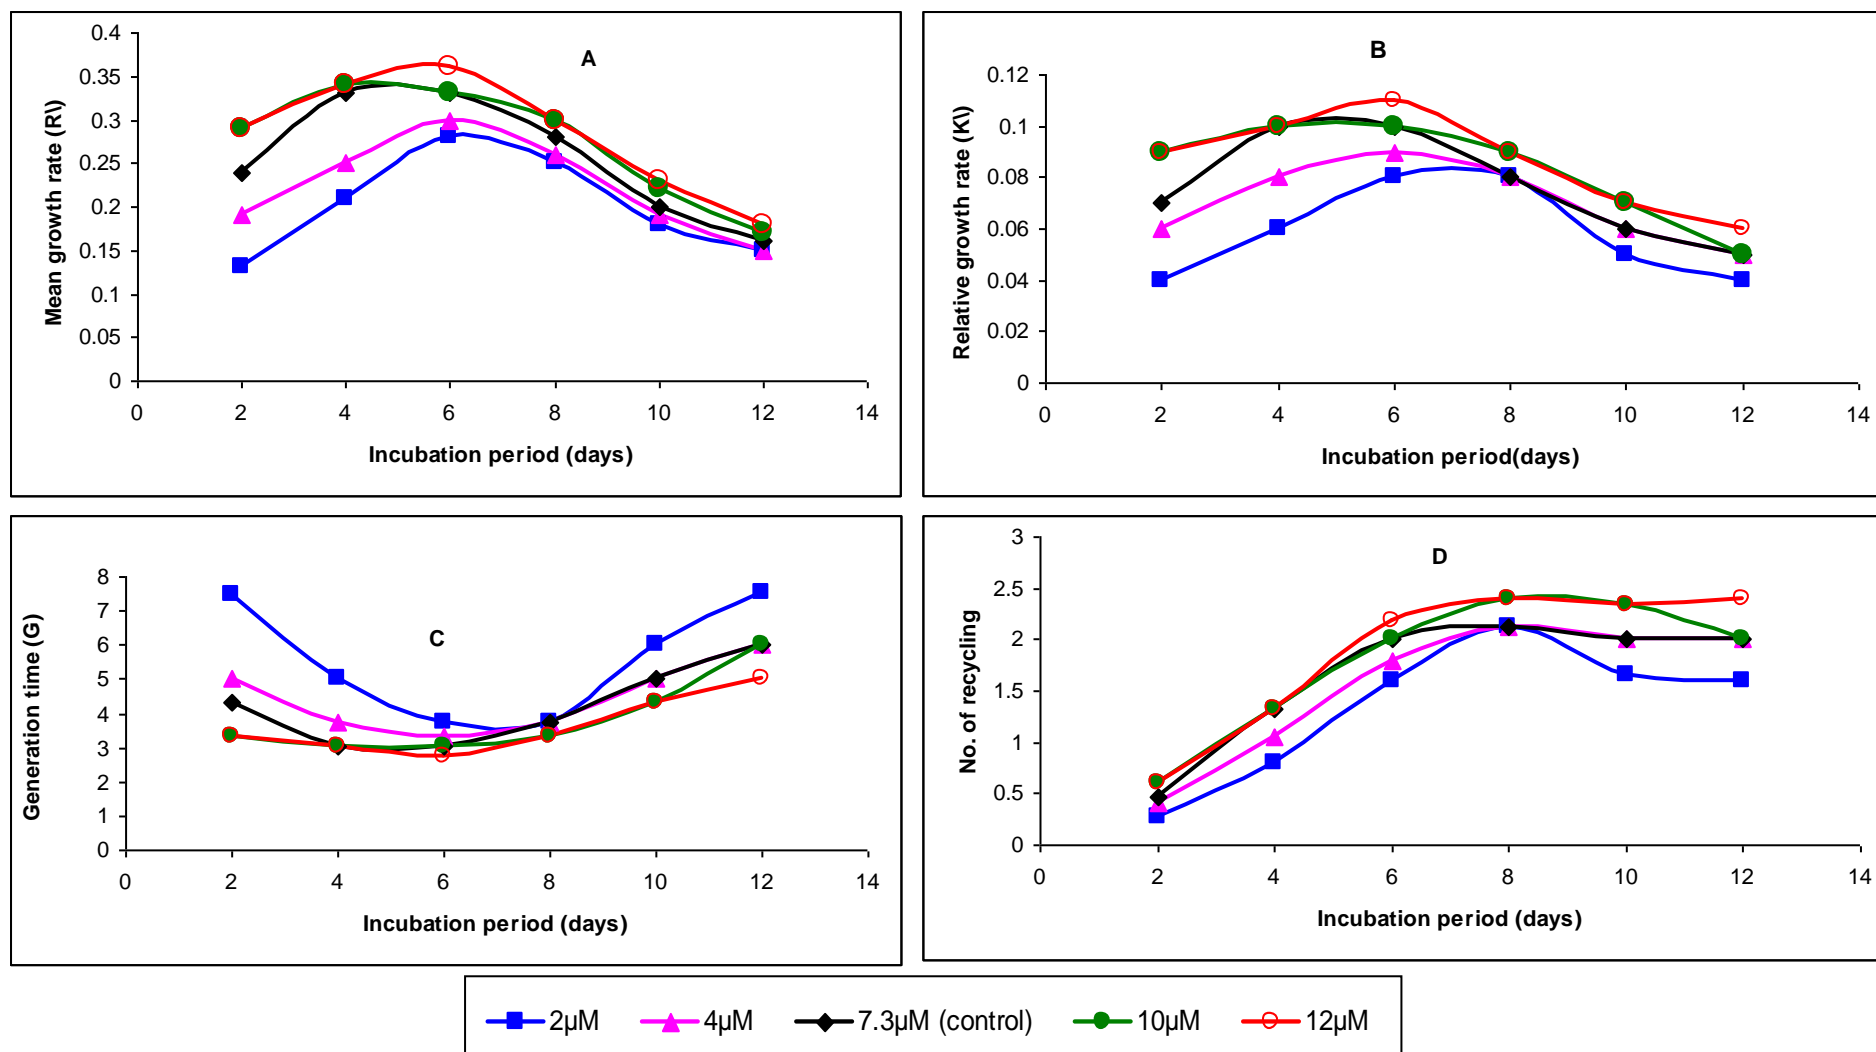 A
Mean growth rate (R\)
0.4
0.35
0.3
0.25
0.2
0.15
0.1
0.05
0
0 2 4 6 8 10 12 14
Incubation period (days)
B
Relative growth rate (K\)
0.12
0.1
0.08
0.06
0.04
0.02
0
0 2 4 6 8 10 12 14
Incubation period(days)
C
Generation time (G)
8
7
6
5
4
3
2
1
0
0 2 4 6 8 10 12 14
Incubation period (days)
D
No. of recycling
3
2.5
2
1.5
1
0.5
0
0 2 4 6 8 10 12 14
Incubation period (days)
2µM 4µM 7.3µM (control) 10µM 12µM